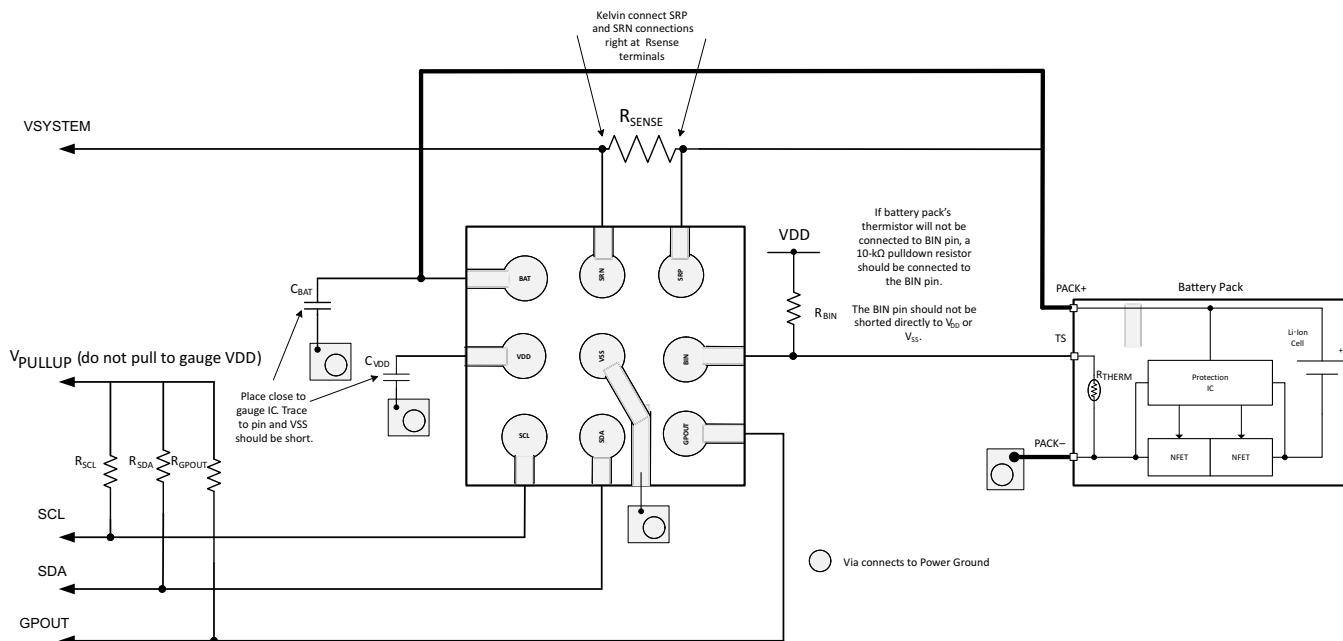 Kelvin connect SRP
and SRN connections
right at Rsense
terminals
RSENSE
VSYSTEM
VDD
If battery pack's
thermistor will not be
connected to BIN pin, a
10-kΩ pulldown resistor
should be connected to
the BIN pin.
The BIN pin should not be
shorted directly to VDD or
VSS.
RBIN
BAT
SRN
SRP
VDD
VSS
BIN
SCL
SDA
GPOUT
CBAT
CVDD
Place close to
gauge IC. Trace
to pin and VSS
should be short.
VPULLUP (do not pull to gauge VDD)
RSCL
RSDA
RGPOUT
SCL
SDA
GPOUT
PACK+
Battery Pack
TS
Li-Ion
Cell
+
RTHERM
Protection
IC
PACK–
NFET
NFET
Via connects to Power Ground